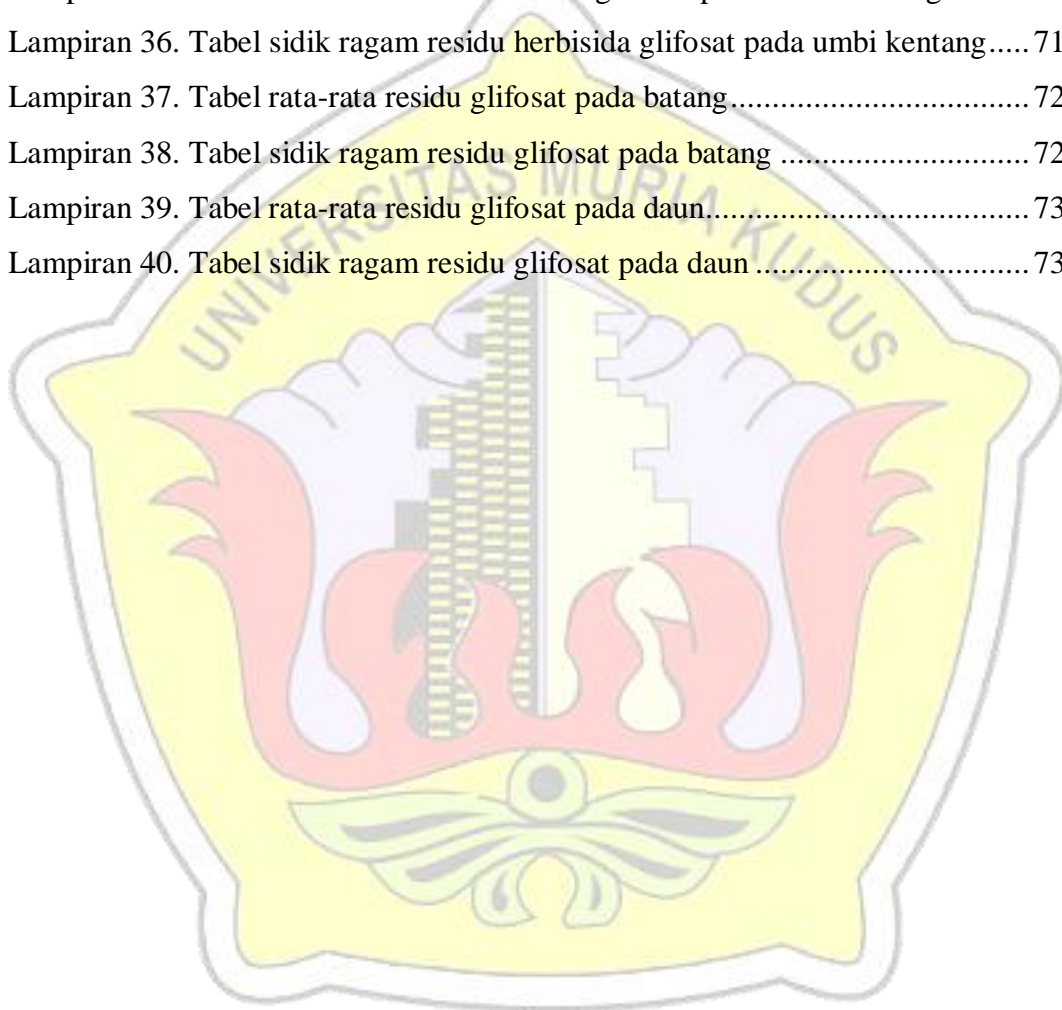 Lampiran 36. Tabel sidik ragam residu herbisida glifosat pada umbi kentang..... 71
Lampiran 37. Tabel rata-rata residu glifosat pada batang.................................. 72
Lampiran 38. Tabel sidik ragam residu glifosat pada batang ............................ 72
Lampiran 39. Tabel rata-rata residu glifosat pada daun..................................... 73
Lampiran 40. Tabel sidik ragam residu glifosat pada daun ............................... 73
UNIVERSITAS MURIA KUDUS